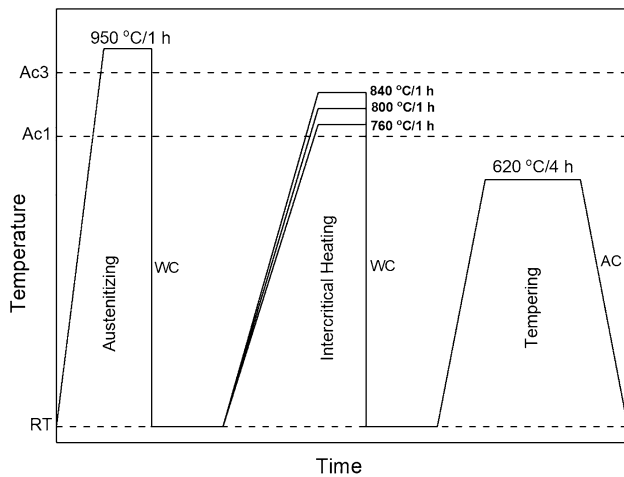 950 °C/1 h
Ac3
840 °C/1 h
800 °C/1 h
760 °C/1 h
Ac1
620 °C/4 h
Temperature
Austenitizing
WC
Intercritical Heating
WC
Tempering
AC
RT
Time